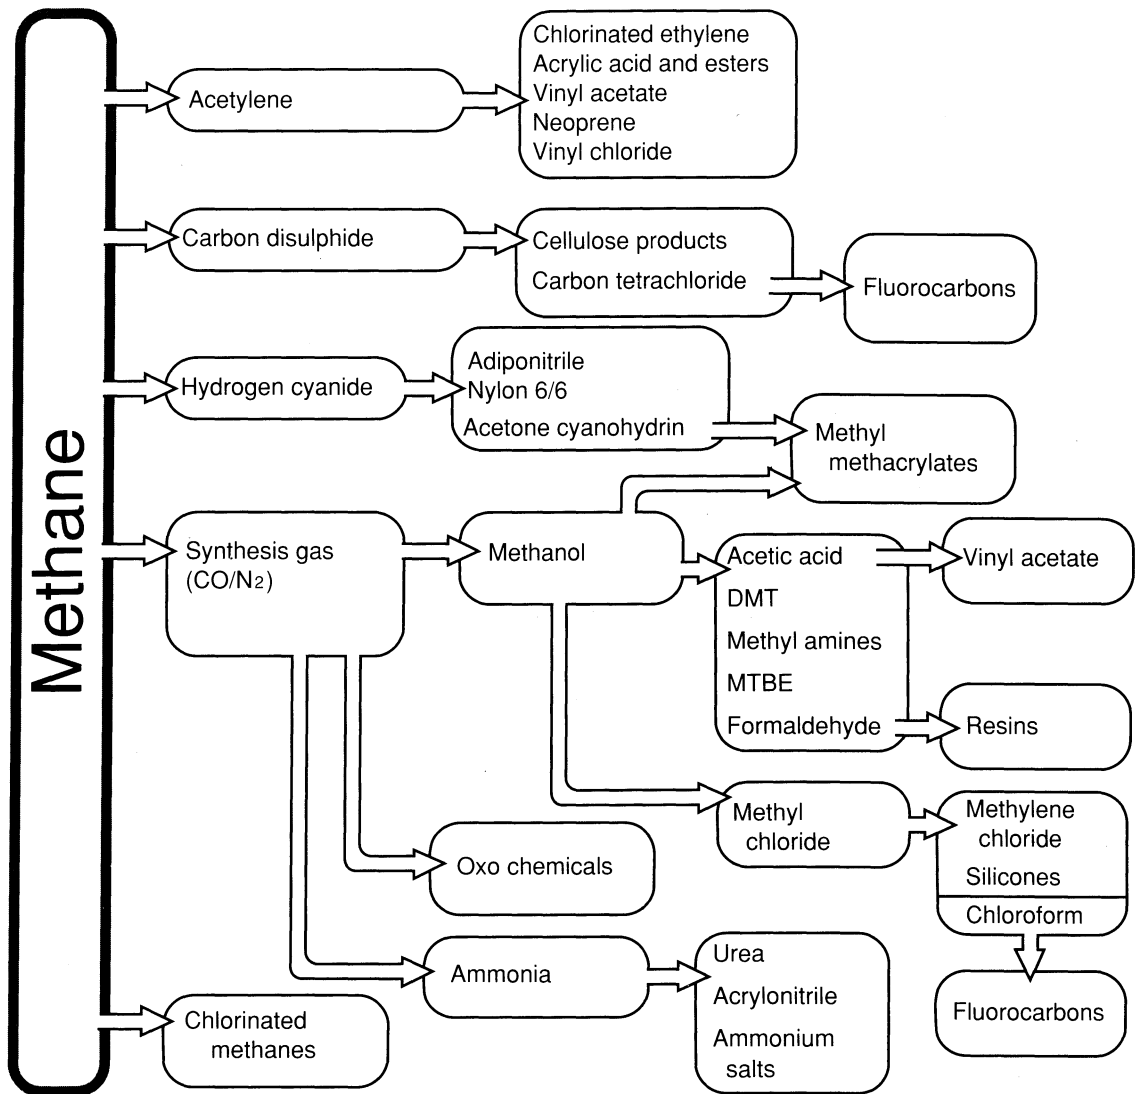 Methane
Acetylene
Chlorinated ethylene
Acrylic acid and esters
Vinyl acetate
Neoprene
Vinyl chloride
Carbon disulphide
Cellulose products
Carbon tetrachloride
Fluorocarbons
Hydrogen cyanide
Adiponitrile
Nylon 6/6
Acetone cyanohydrin
Methyl
methacrylates
Synthesis gas
(CO/N2)
Methanol
Acetic acid
DMT
Methyl amines
MTBE
Formaldehyde
Vinyl acetate
Resins
Methyl
chloride
Methylene
chloride
Silicones
Chloroform
Fluorocarbons
Oxo chemicals
Ammonia
Urea
Acrylonitrile
Ammonium
salts
Chlorinated
methanes